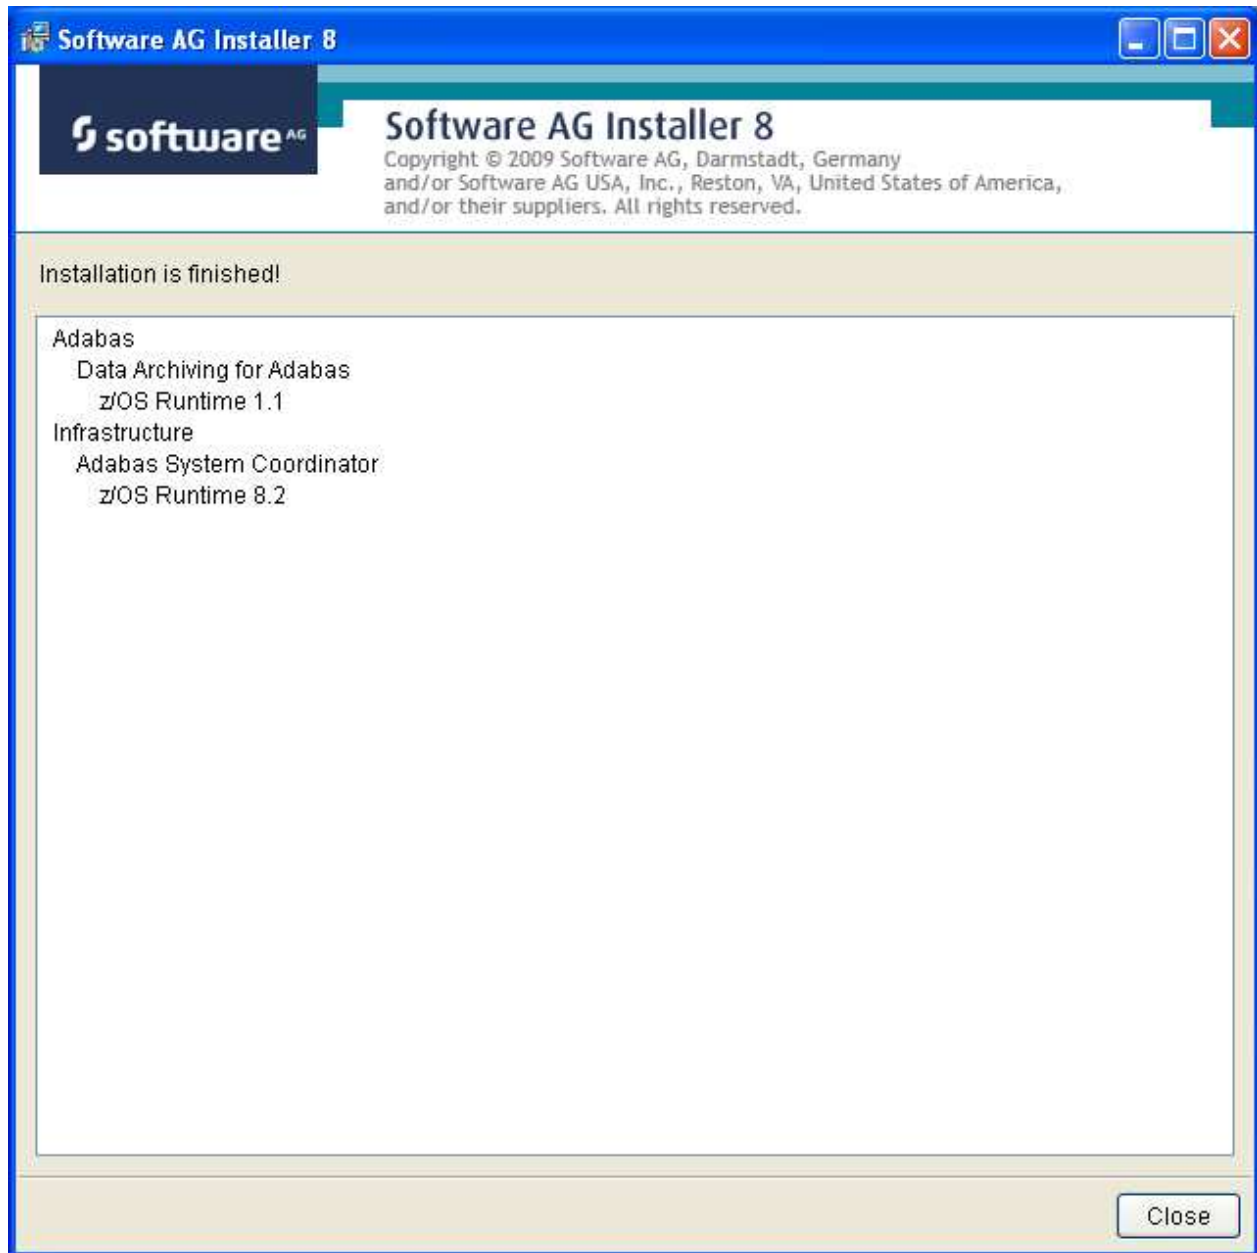 Software AG Installer 8
software AG
Software AG Installer 8
Copyright © 2009 Software AG, Darmstadt, Germany
and/or Software AG USA, Inc., Reston, VA, United States of America,
and/or their suppliers. All rights reserved.
Installation is finished!
Adabas
Data Archiving for Adabas
z/OS Runtime 1.1
Infrastructure
Adabas System Coordinator
z/OS Runtime 8.2
Close